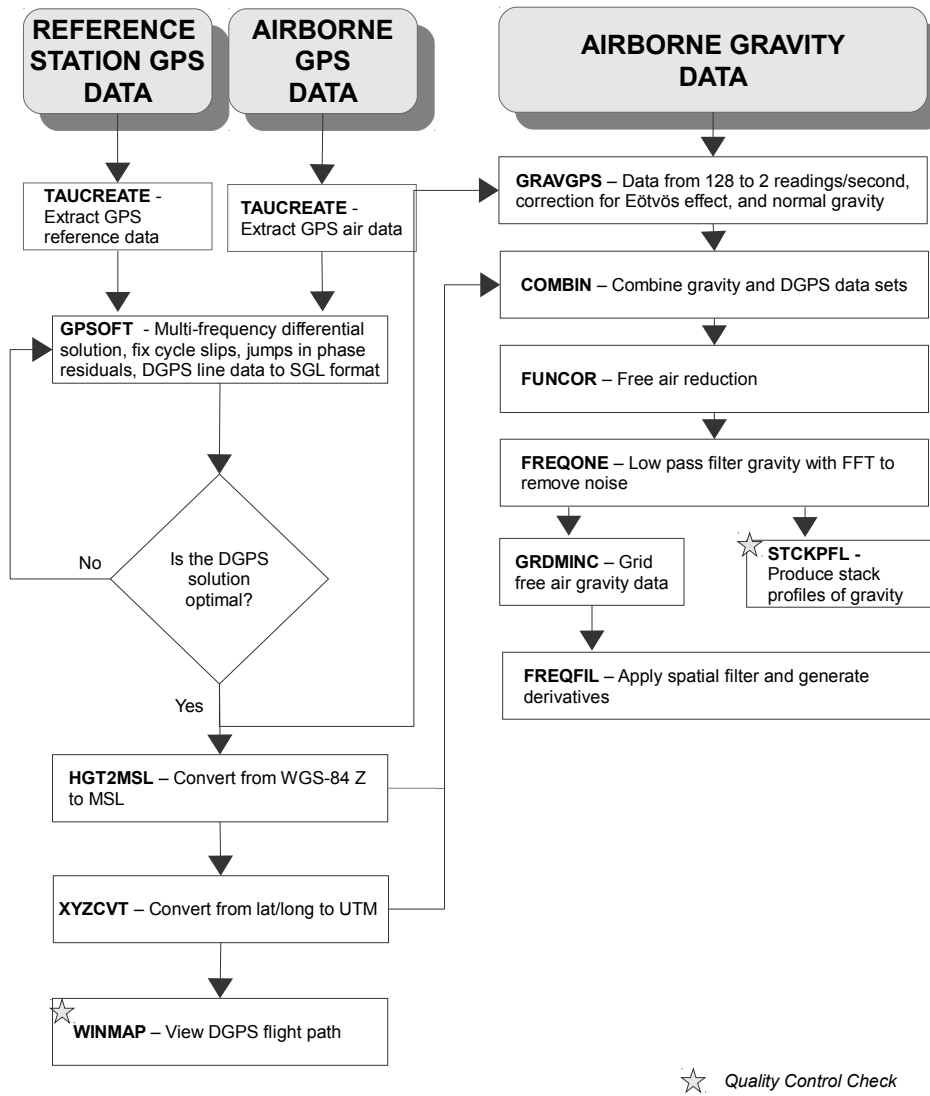 REFERENCE
STATION GPS
DATA
AIRBORNE
GPS
DATA
AIRBORNE GRAVITY
DATA
TAUCREATE -
Extract GPS
reference data
TAUCREATE -
Extract GPS air data
GPSOFT - Multi-frequency differential
solution, fix cycle slips, jumps in phase
residuals, DGPS line data to SGL format
No
Is the DGPS
solution
optimal?
Yes
HGT2MSL – Convert from WGS-84 Z
to MSL
XYZCVT – Convert from lat/long to UTM
WINMAP – View DGPS flight path
GRAVGPS – Data from 128 to 2 readings/second,
correction for Eötvös effect, and normal gravity
COMBIN – Combine gravity and DGPS data sets
FUNCOR – Free air reduction
FREQONE – Low pass filter gravity with FFT to
remove noise
GRDMINC – Grid
free air gravity data
STCKPFL -
Produce stack
profiles of gravity
FREQFIL – Apply spatial filter and generate
derivatives
Quality Control Check